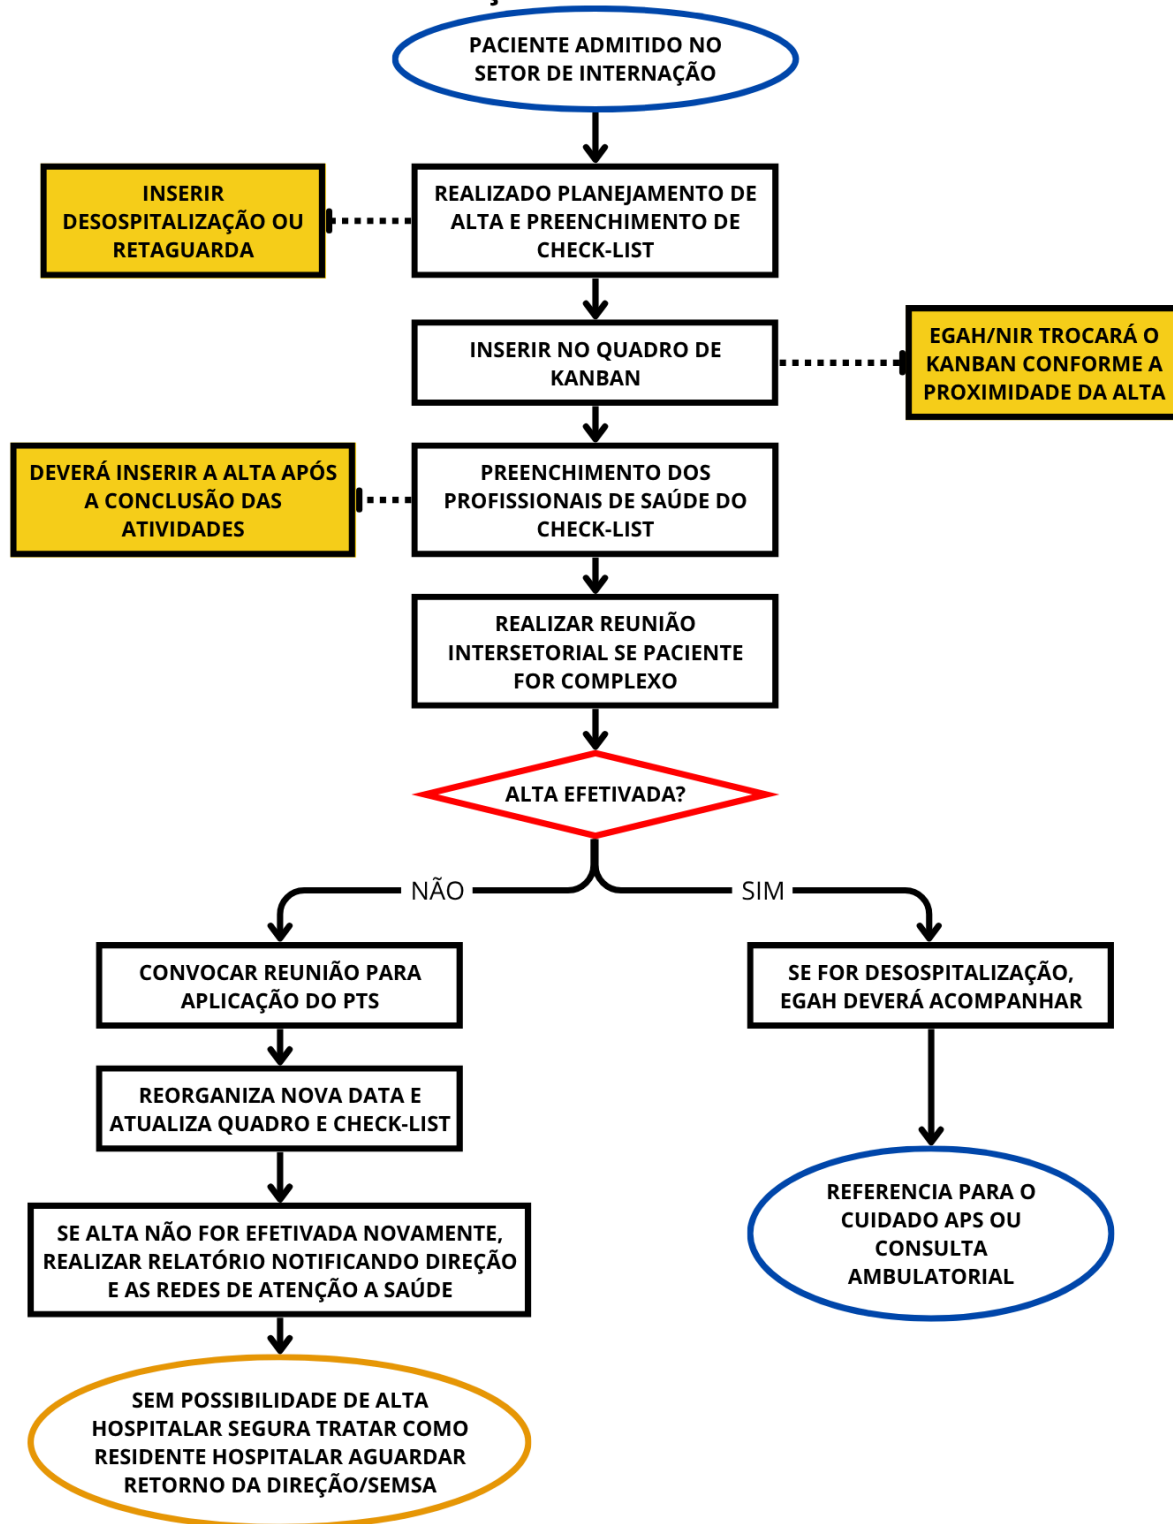 PACIENTE ADMITIDO NO
SETOR DE INTERNAÇÃO
INSERIR
DESOSPITALIZAÇÃO OU
RETAGUARDA
REALIZADO PLANEJAMENTO DE
ALTA E PREENCHIMENTO DE
CHECK-LIST
INSERIR NO QUADRO DE
KANBAN
EGAH/NIR TROCARÁ O
KANBAN CONFORME A
PROXIMIDADE DA ALTA
DEVERÁ INSERIR A ALTA APÓS
A CONCLUSÃO DAS
ATIVIDADES
PREENCHIMENTO DOS
PROFISSIONAIS DE SAÚDE DO
CHECK-LIST
REALIZAR REUNIÃO
INTERSETORIAL SE PACIENTE
FOR COMPLEXO
ALTA EFETIVADA?
NÃO
SIM
CONVOCAR REUNIÃO PARA
APLICAÇÃO DO PTS
SE FOR DESOSPITALIZAÇÃO,
EGAH DEVERÁ ACOMPANHAR
REORGANIZA NOVA DATA E
ATUALIZA QUADRO E CHECK-LIST
REFERENCIA PARA O
CUIDADO APS OU
CONSULTA
AMBULATORIAL
SE ALTA NÃO FOR EFETIVADA NOVAMENTE,
REALIZAR RELATÓRIO NOTIFICANDO DIREÇÃO
E AS REDES DE ATENÇÃO A SAÚDE
SEM POSSIBILIDADE DE ALTA
HOSPITALAR SEGURA TRATAR COMO
RESIDENTE HOSPITALAR AGUARDAR
RETORNO DA DIREÇÃO/SEMSA